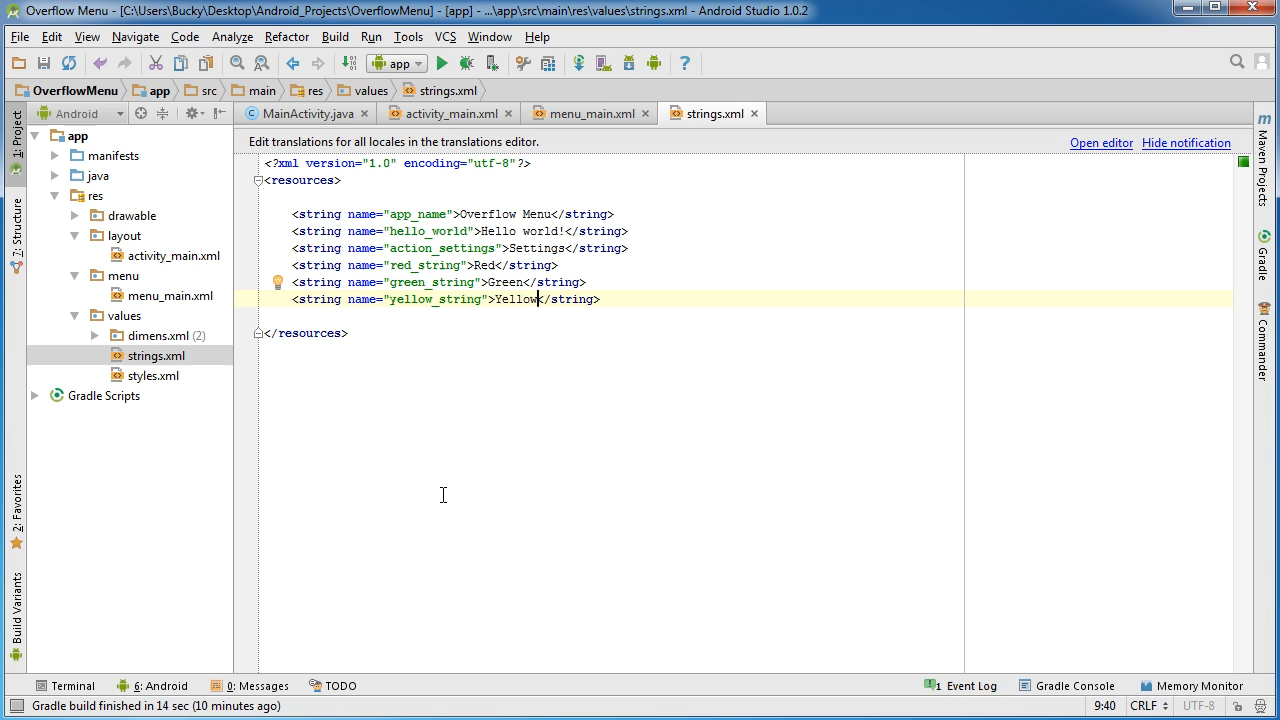 Overflow Menu - [C:\Users\Bucky\Desktop\Android_Projects\OverflowMenu] - [app] - ...\app\src\main\res\values\strings.xml - Android Studio 1.0.2
File Edit View Navigate Code Analyze Refactor Build Run Tools VCS Window Help
app
OverflowMenu app src main res values strings.xml
Android
MainActivity.java activity_main.xml menu_main.xml strings.xml
Edit translations for all locales in the translations editor. Open editor Hide notification
1: Project
7: Structure
2: Favorites
Build Variants
app
manifests
java
res
drawable
layout
activity_main.xml
menu
menu_main.xml
values
dimens.xml (2)
strings.xml
styles.xml
Gradle Scripts
<?xml version="1.0" encoding="utf-8"?>
<resources>
<string name="app_name">Overflow Menu</string>
<string name="hello_world">Hello world!</string>
<string name="action_settings">Settings</string>
<string name="red_string">Red</string>
<string name="green_string">Green</string>
<string name="yellow_string">Yellow</string>
</resources>
m
Maven Projects
Gradle
Commander
Terminal 6: Android 0: Messages TODO 1 Event Log Gradle Console Memory Monitor
Gradle build finished in 14 sec (10 minutes ago) 9:40 CRLF UTF-8